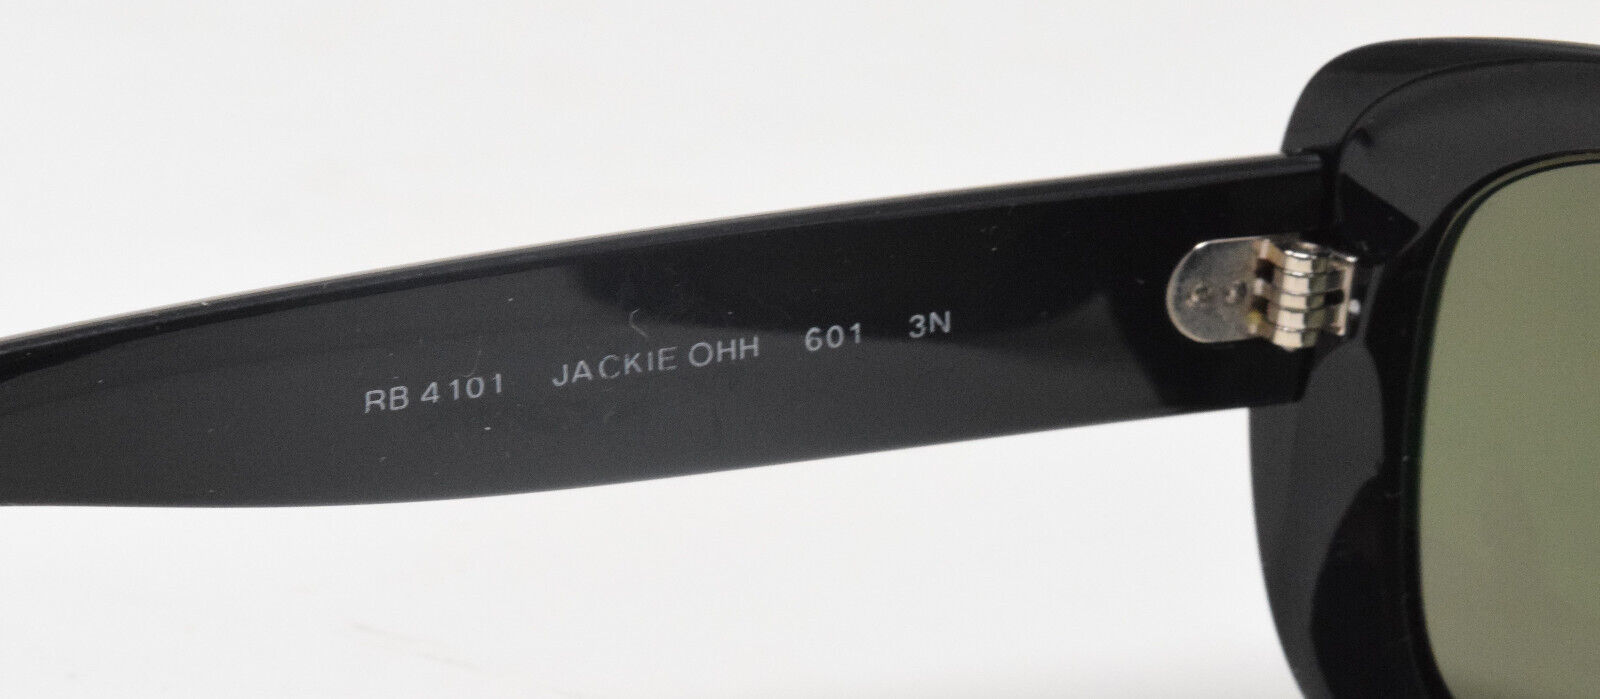 RB 4101 JACKIE OHH 601 3N